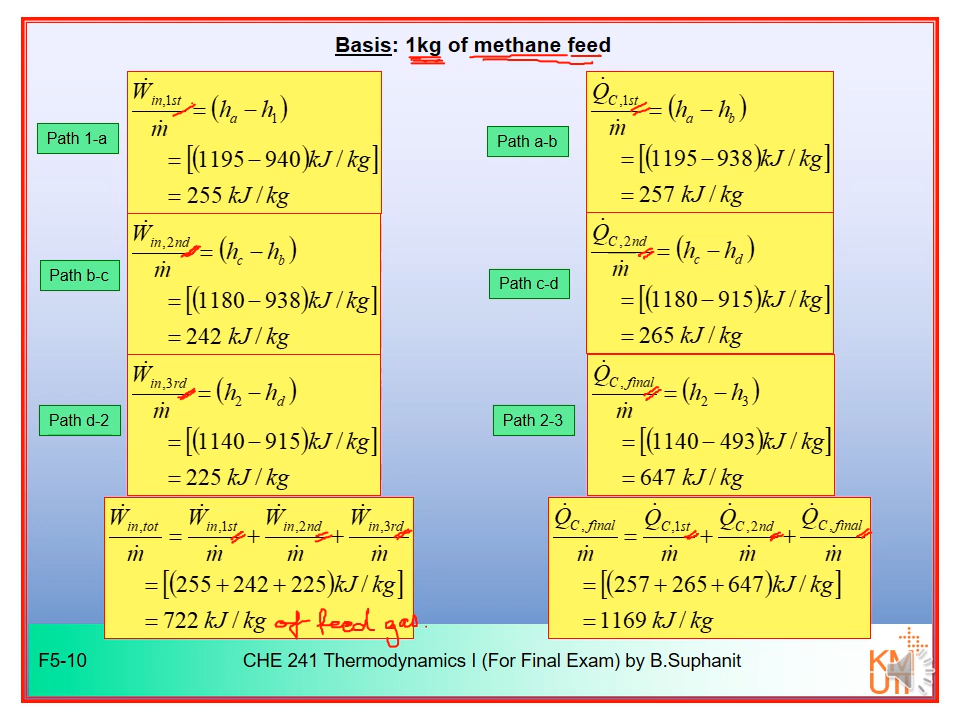 Basis: 1kg of methane feed
Path 1-a
Ẇin,1st / ṁ = (ha − h1)
= [(1195 − 940)kJ / kg]
= 255 kJ / kg
Path a-b
Q̇C,1st / ṁ = (ha − hb)
= [(1195 − 938)kJ / kg]
= 257 kJ / kg
Path b-c
Ẇin,2nd / ṁ = (hc − hb)
= [(1180 − 938)kJ / kg]
= 242 kJ / kg
Path c-d
Q̇C,2nd / ṁ = (hc − hd)
= [(1180 − 915)kJ / kg]
= 265 kJ / kg
Path d-2
Ẇin,3rd / ṁ = (h2 − hd)
= [(1140 − 915)kJ / kg]
= 225 kJ / kg
Path 2-3
Q̇C,final / ṁ = (h2 − h3)
= [(1140 − 493)kJ / kg]
= 647 kJ / kg
Ẇin,tot / ṁ = Ẇin,1st / ṁ + Ẇin,2nd / ṁ + Ẇin,3rd / ṁ
= [(255 + 242 + 225)kJ / kg]
= 722 kJ / kg of feed gas.
Q̇C,final / ṁ = Q̇C,1st / ṁ + Q̇C,2nd / ṁ + Q̇C,final / ṁ
= [(257 + 265 + 647)kJ / kg]
= 1169 kJ / kg
F5-10
CHE 241 Thermodynamics I (For Final Exam) by B.Suphanit